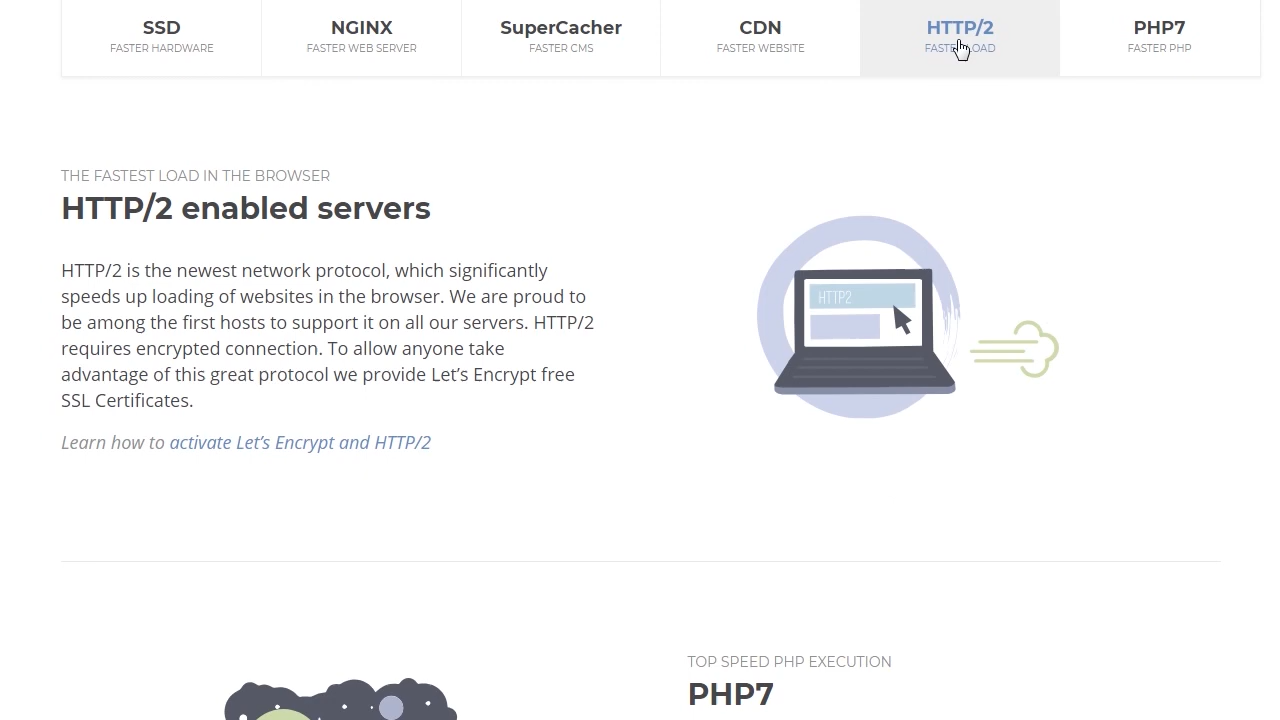 SSD
FASTER HARDWARE
NGINX
FASTER WEB SERVER
SuperCacher
FASTER CMS
CDN
FASTER WEBSITE
HTTP/2
FASTER LOAD
PHP7
FASTER PHP
THE FASTEST LOAD IN THE BROWSER
HTTP/2 enabled servers
HTTP/2 is the newest network protocol, which significantly
speeds up loading of websites in the browser. We are proud to
be among the first hosts to support it on all our servers. HTTP/2
requires encrypted connection. To allow anyone take
advantage of this great protocol we provide Let’s Encrypt free
SSL Certificates.
Learn how to activate Let’s Encrypt and HTTP/2
HTTP2
TOP SPEED PHP EXECUTION
PHP7